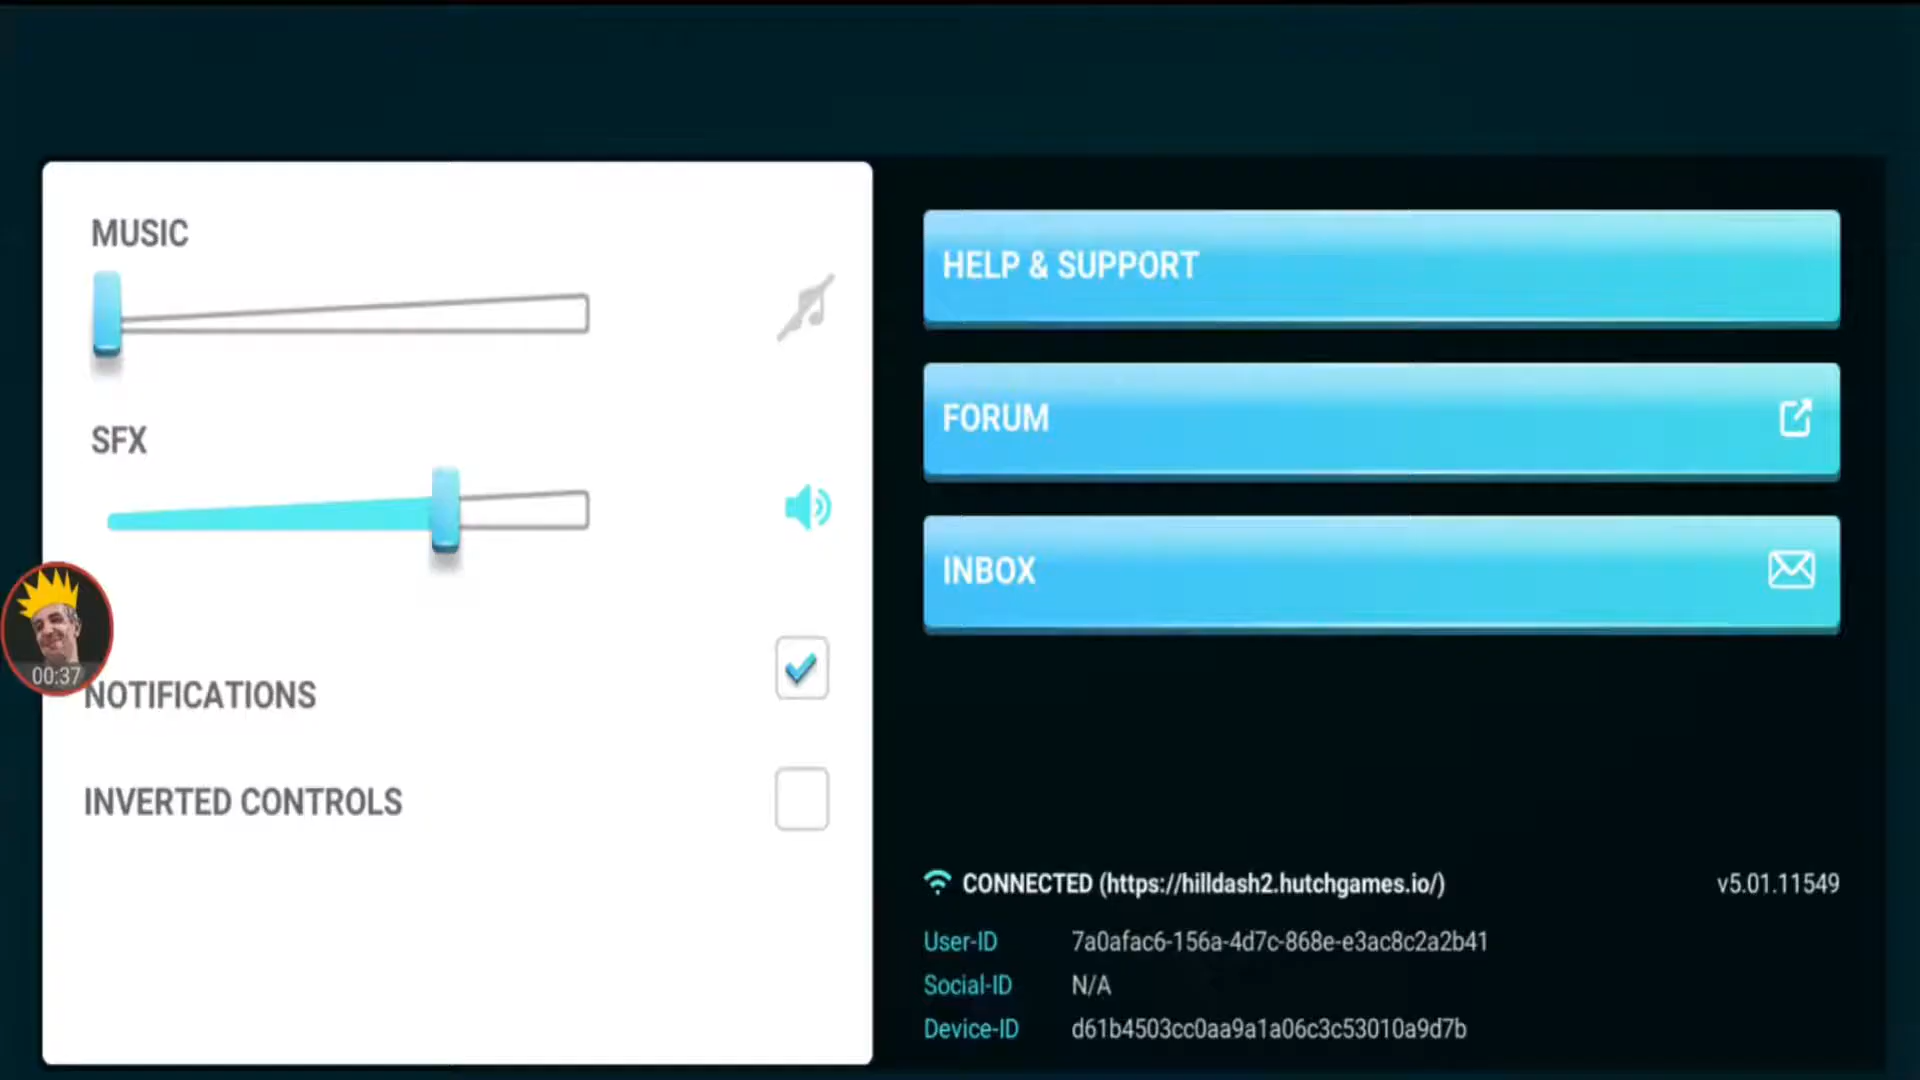 MUSIC
SFX
00:37
NOTIFICATIONS
INVERTED CONTROLS
HELP & SUPPORT
FORUM
INBOX
CONNECTED (https://hilldash2.hutchgames.io/) v5.01.11549
User-ID 7a0afac6-156a-4d7c-868e-e3ac8c2a2b41
Social-ID N/A
Device-ID d61b4503cc0aa9a1a06c3c53010a9d7b